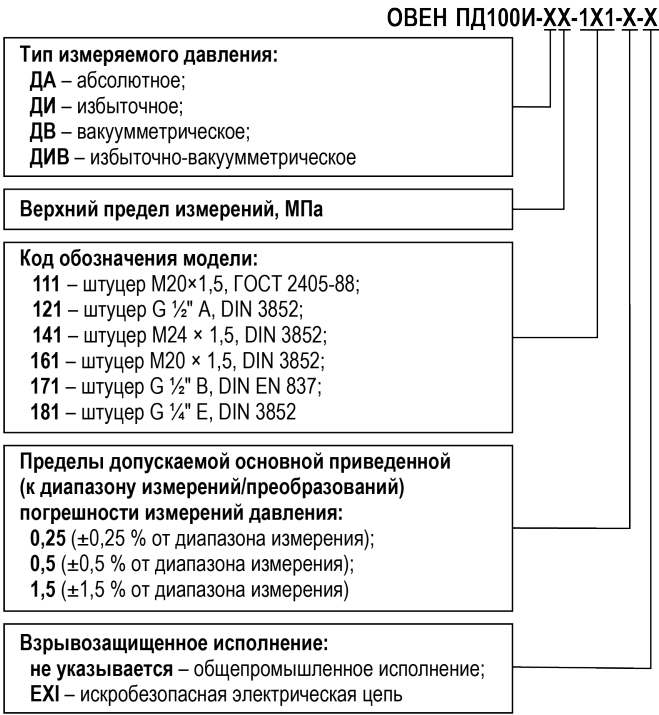 ОВЕН ПД100И-ХХ-1Х1-Х-Х
Тип измеряемого давления:
ДА – абсолютное;
ДИ – избыточное;
ДВ – вакуумметрическое;
ДИВ – избыточно-вакуумметрическое
Верхний предел измерений, МПа
Код обозначения модели:
111 – штуцер М20×1,5, ГОСТ 2405-88;
121 – штуцер G ½" А, DIN 3852;
141 – штуцер М24 × 1,5, DIN 3852;
161 – штуцер М20 × 1,5, DIN 3852;
171 – штуцер G ½" В, DIN EN 837;
181 – штуцер G ¼" E, DIN 3852
Пределы допускаемой основной приведенной
(к диапазону измерений/преобразований)
погрешности измерений давления:
0,25 (±0,25 % от диапазона измерения);
0,5 (±0,5 % от диапазона измерения);
1,5 (±1,5 % от диапазона измерения)
Взрывозащищенное исполнение:
не указывается – общепромышленное исполнение;
EXI – искробезопасная электрическая цепь